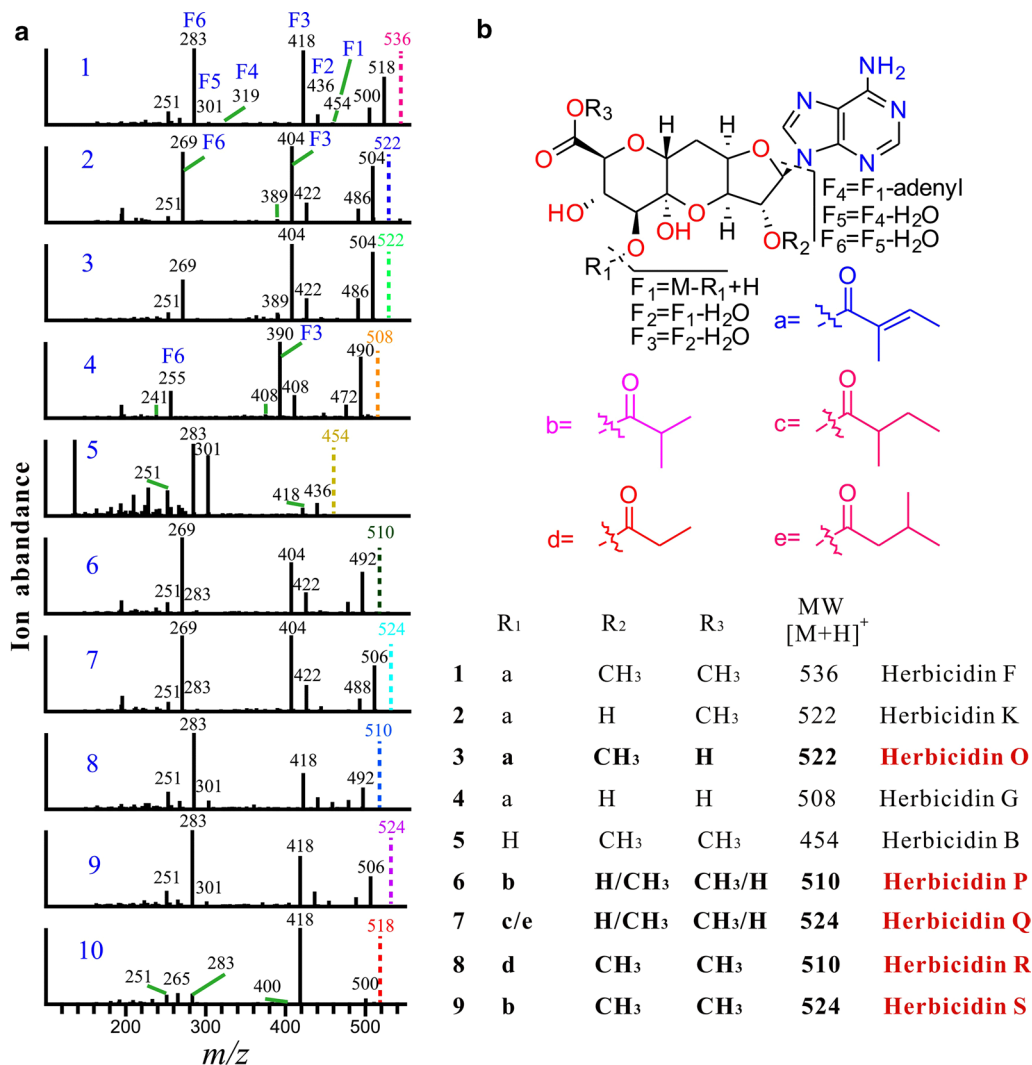 a
Ion abandance
m/z
200 300 400 500
1
F6
283
F3
418
F1
536
F5
F4
F2
518
251
301
319
436
454
500
2
269
F6
404
F3
522
504
251
389
422
486
3
269
404
504
522
251
389
422
486
4
F6
255
390
F3
508
490
241
408
408
472
5
283
301
454
251
418
436
6
269
404
510
492
251
283
422
7
269
404
524
506
251
283
422
488
8
283
418
510
492
251
301
9
283
418
524
506
251
301
10
418
518
251
265
283
400
500
b
NH2
N
N
N
N
OR3
O
O
H
H
O
HO
OH
O
H
H
OR2
R1
O
F4=F1-adenyl
F5=F4-H2O
F6=F5-H2O
F1=M-R1+H
F2=F1-H2O
F3=F2-H2O
a=
O
b=
O
c=
O
d=
O
e=
O
R1 R2 R3 MW
[M+H]+
1 a CH3 CH3 536 Herbicidin F
2 a H CH3 522 Herbicidin K
3 a CH3 H 522 Herbicidin O
4 a H H 508 Herbicidin G
5 H CH3 CH3 454 Herbicidin B
6 b H/CH3 CH3/H 510 Herbicidin P
7 c/e H/CH3 CH3/H 524 Herbicidin Q
8 d CH3 CH3 510 Herbicidin R
9 b CH3 CH3 524 Herbicidin S